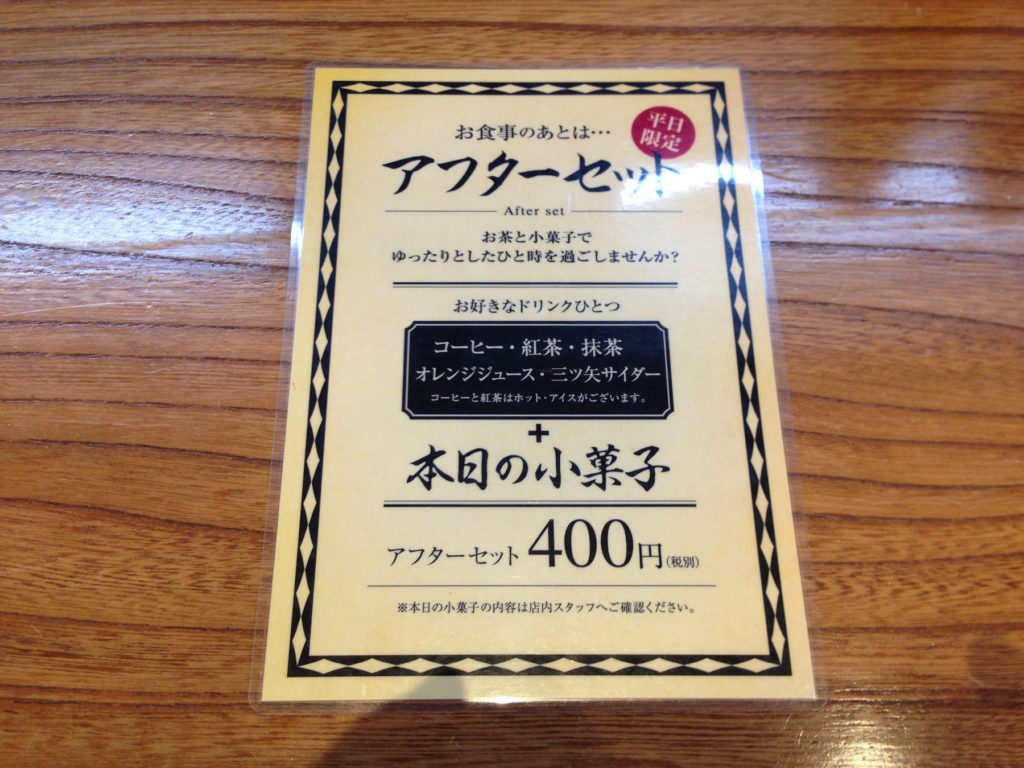 平日
限定
お食事のあとは…
アフターセット
After set
お茶と小菓子で
ゆったりとしたひと時を過ごしませんか?
お好きなドリンクひとつ
コーヒー・紅茶・抹茶
オレンジジュース・三ツ矢サイダー
コーヒーと紅茶はホット・アイスがございます。
+
本日の小菓子
アフターセット 400円(税別)
※本日の小菓子の内容は店内スタッフへご確認ください。